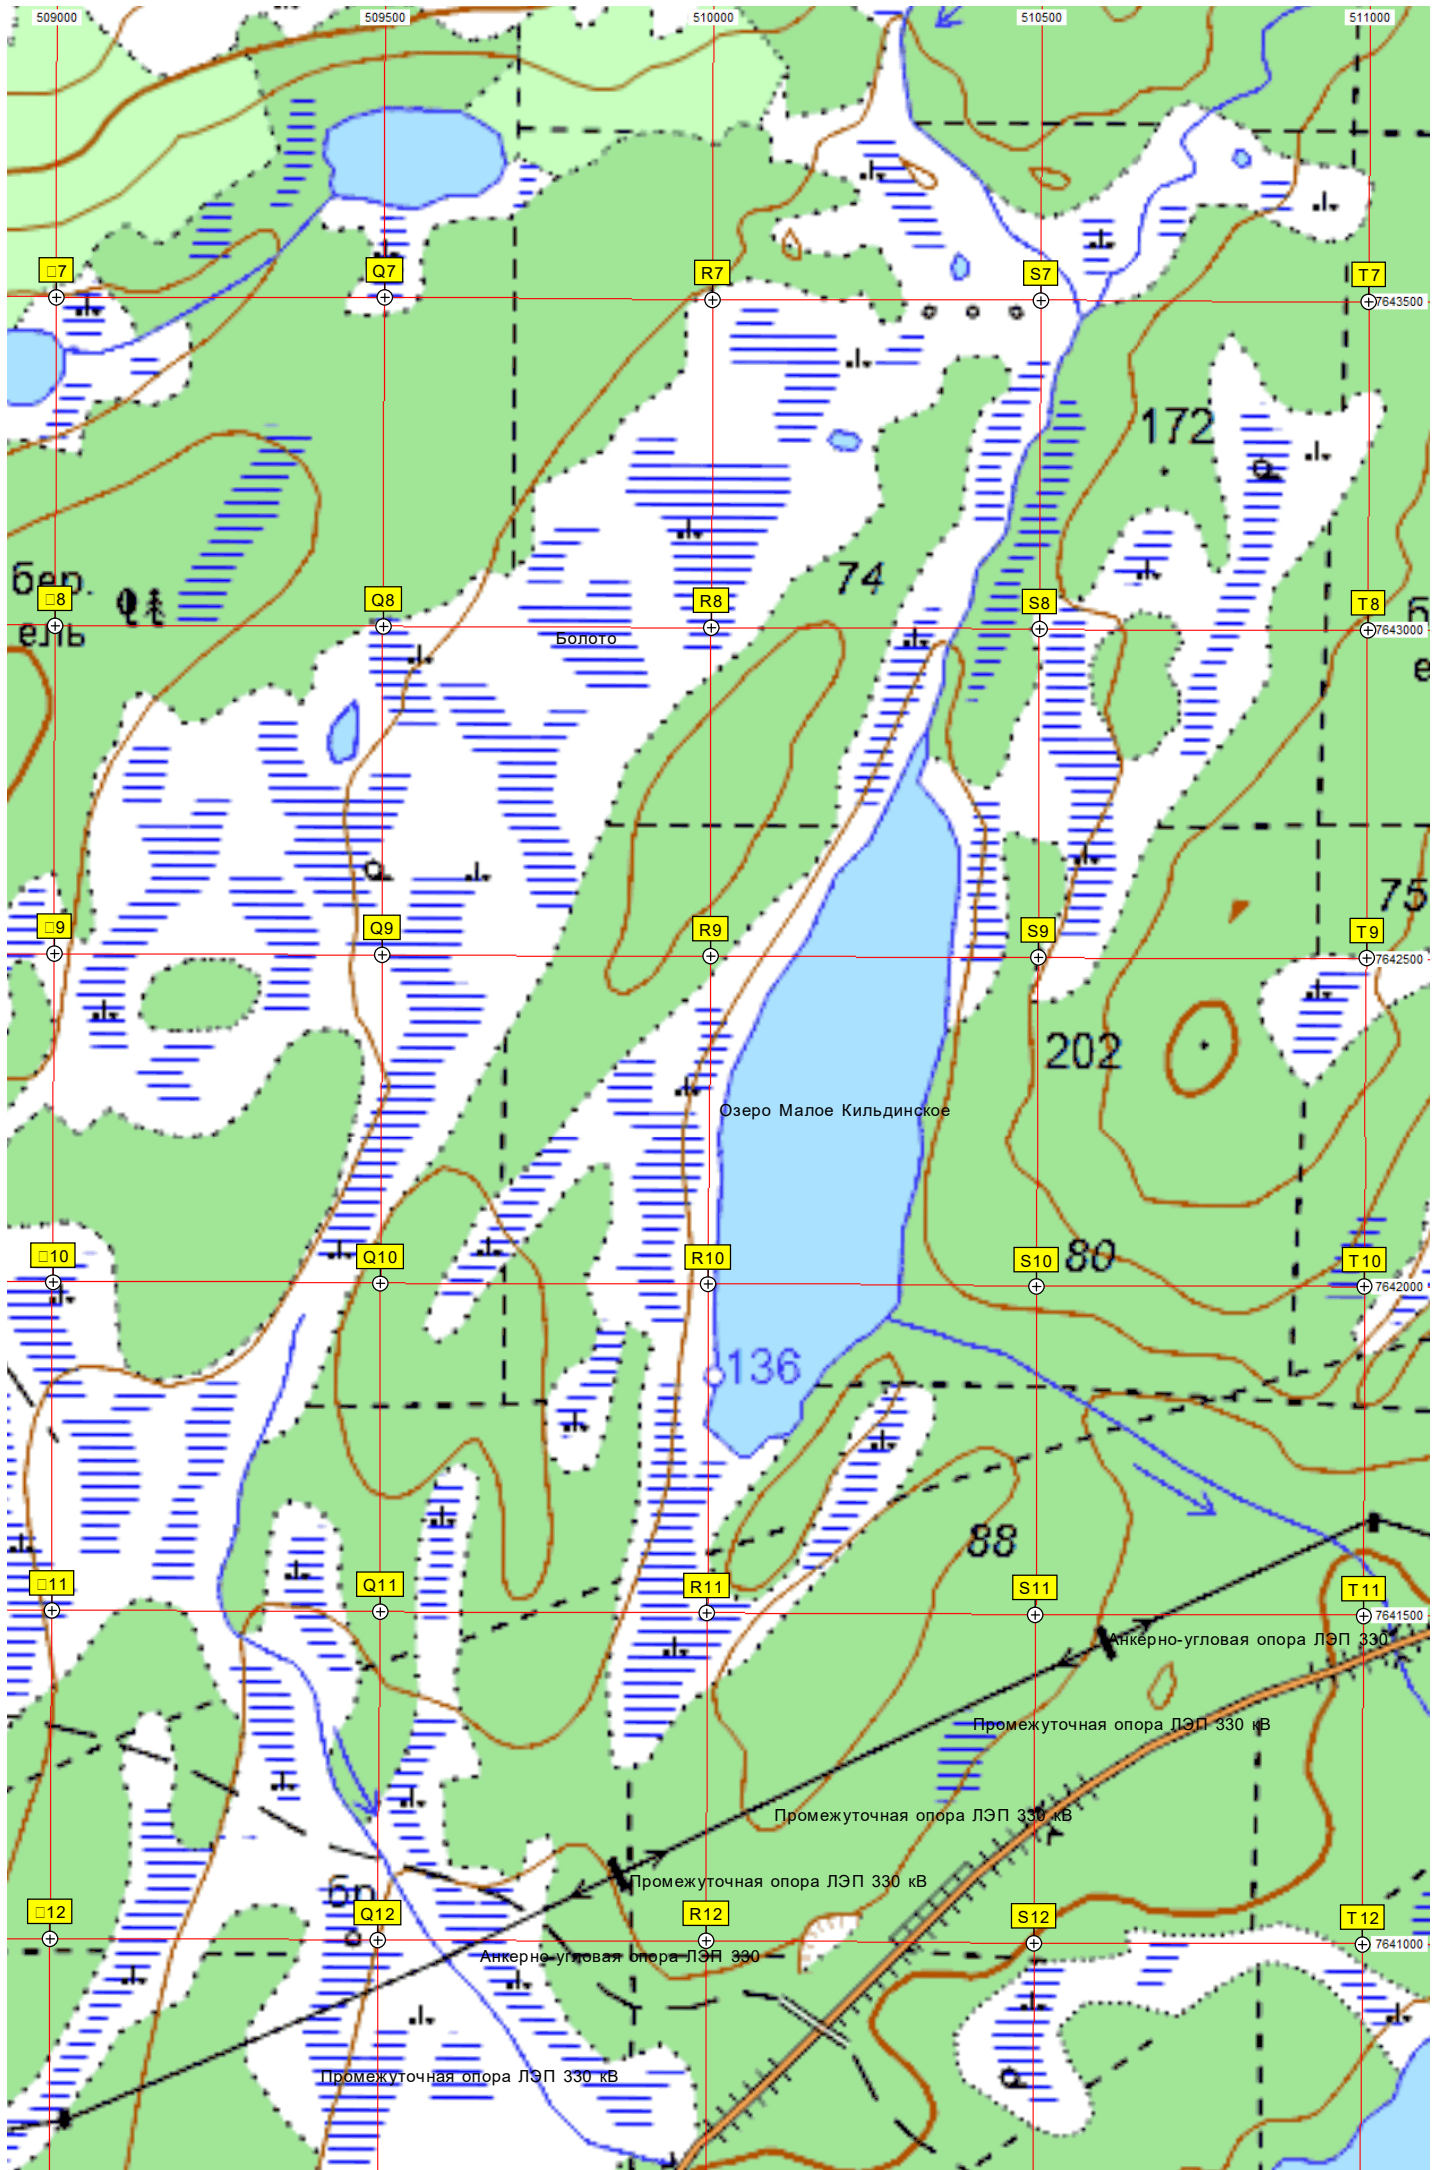 509000 509500 510000 510500 511000
□7 Q7 R7 S7 T7
7643500
172
бер.
ель
74
□8 Q8 R8 S8 T8
7643000
Болото
75
□9 Q9 R9 S9 T9
7642500
202
Озеро Малое Кильдинское
80
□10 Q10 R10 S10 T10
7642000
136
88
□11 Q11 R11 S11 T11
7641500
Анкерно-угловая опора ЛЭП 330
Промежуточная опора ЛЭП 330 кВ
Промежуточная опора ЛЭП 330 кВ
Промежуточная опора ЛЭП 330 кВ
бр
□12 Q12 R12 S12 T12
7641000
Анкерно-угловая опора ЛЭП 330
Промежуточная опора ЛЭП 330 кВ